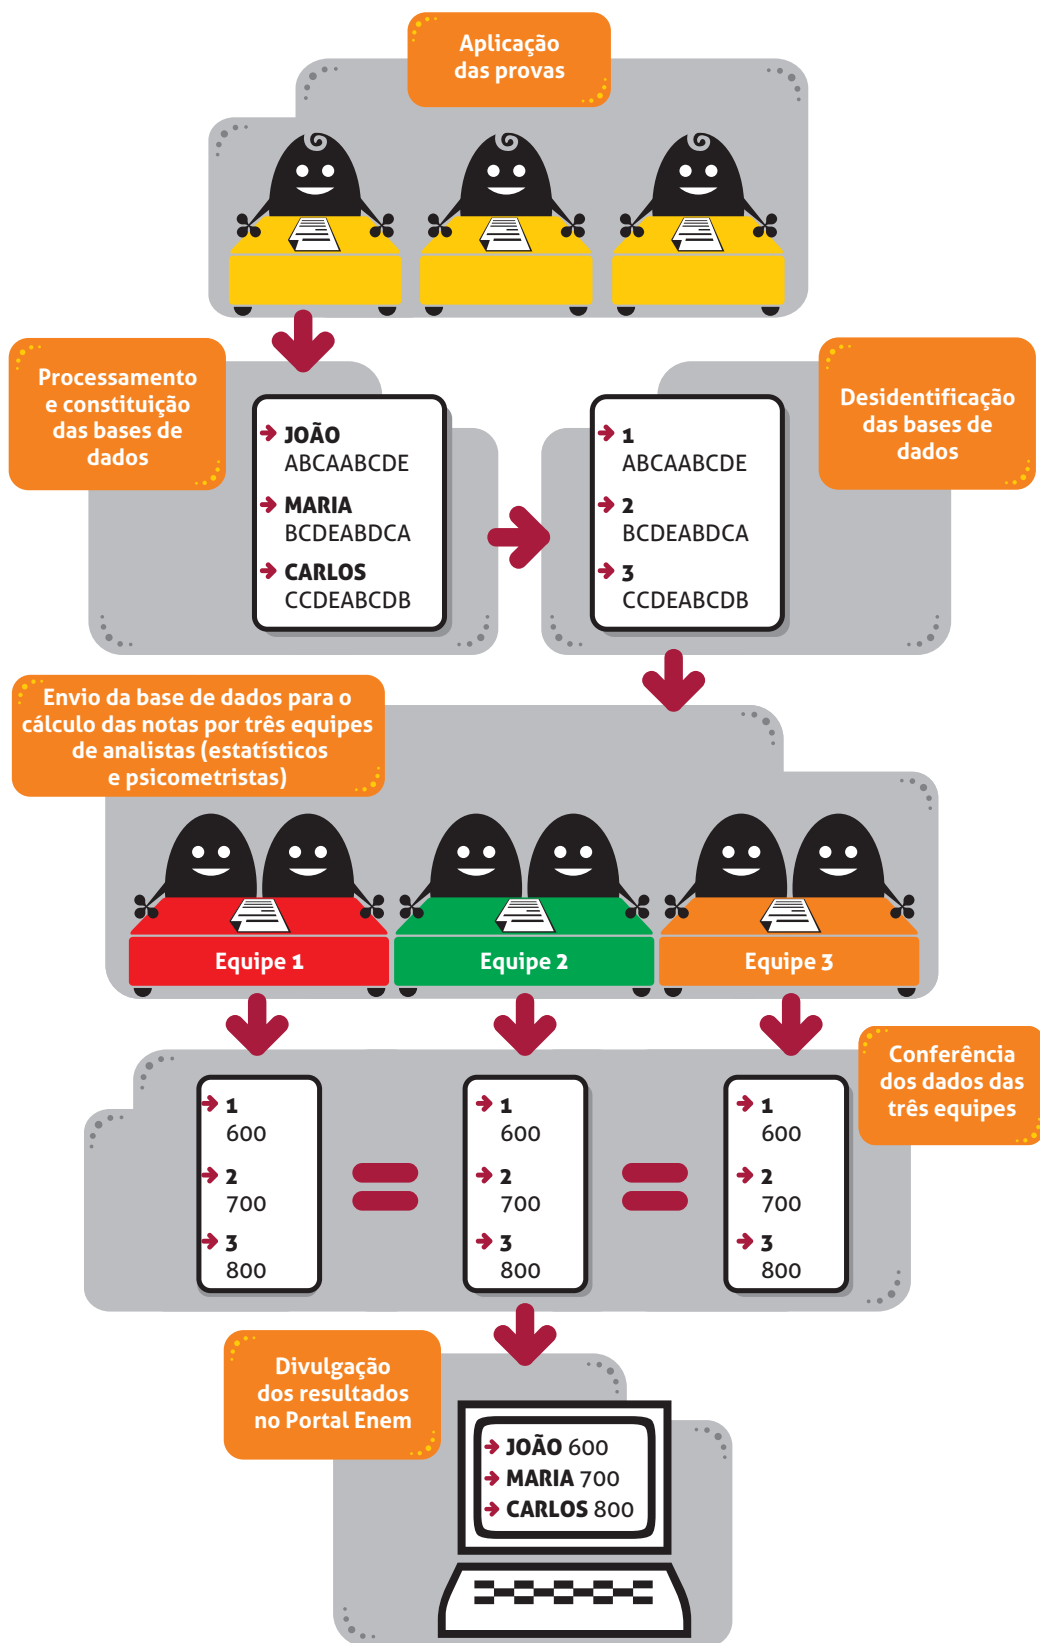 Aplicação
das provas
Processamento
e constituição
das bases de
dados
JOÃO
ABCAABCDE
MARIA
BCDEABDCA
CARLOS
CCDEABCDB
Desidentificação
das bases de
dados
1
ABCAABCDE
2
BCDEABDCA
3
CCDEABCDB
Envio da base de dados para o
cálculo das notas por três equipes
de analistas (estatísticos
e psicometristas)
Equipe 1
Equipe 2
Equipe 3
Conferência
dos dados das
três equipes
1
600
2
700
3
800
1
600
2
700
3
800
1
600
2
700
3
800
Divulgação
dos resultados
no Portal Enem
JOÃO 600
MARIA 700
CARLOS 800